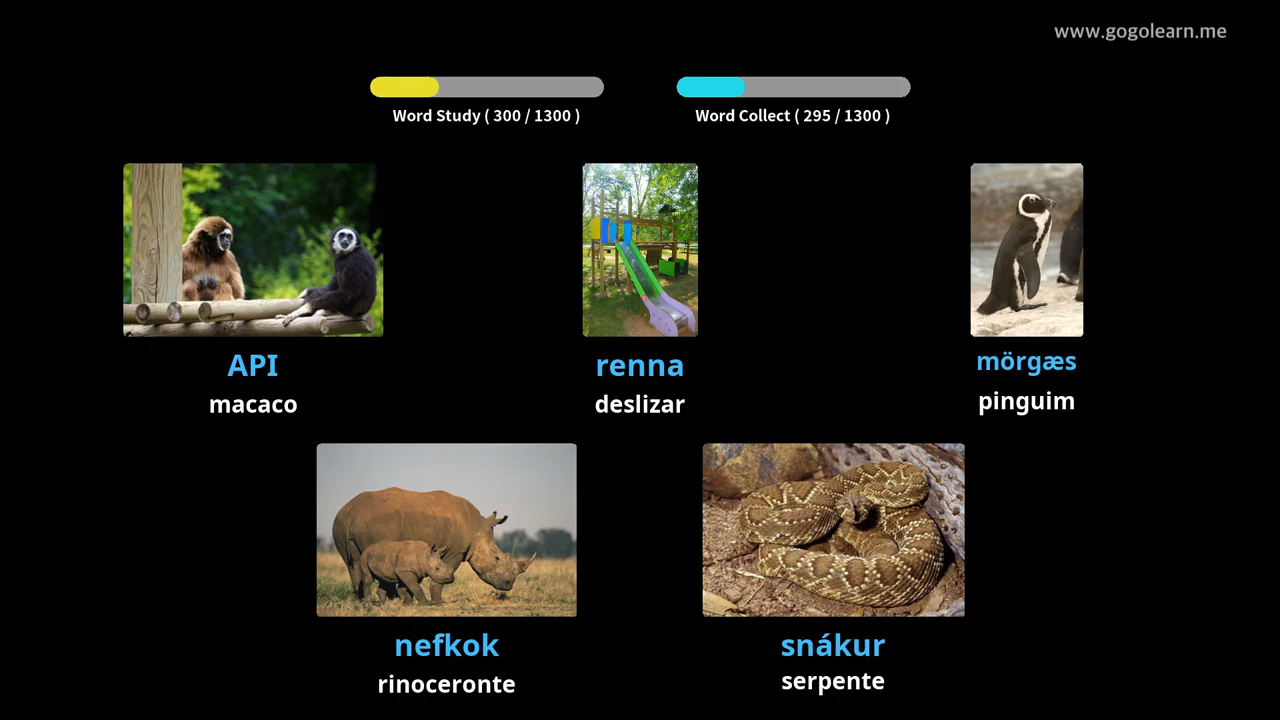 www.gogolearn.me
Word Study ( 300 / 1300 )
Word Collect ( 295 / 1300 )
API
renna
mörgæs
macaco
deslizar
pinguim
nefkok
snákur
rinoceronte
serpente